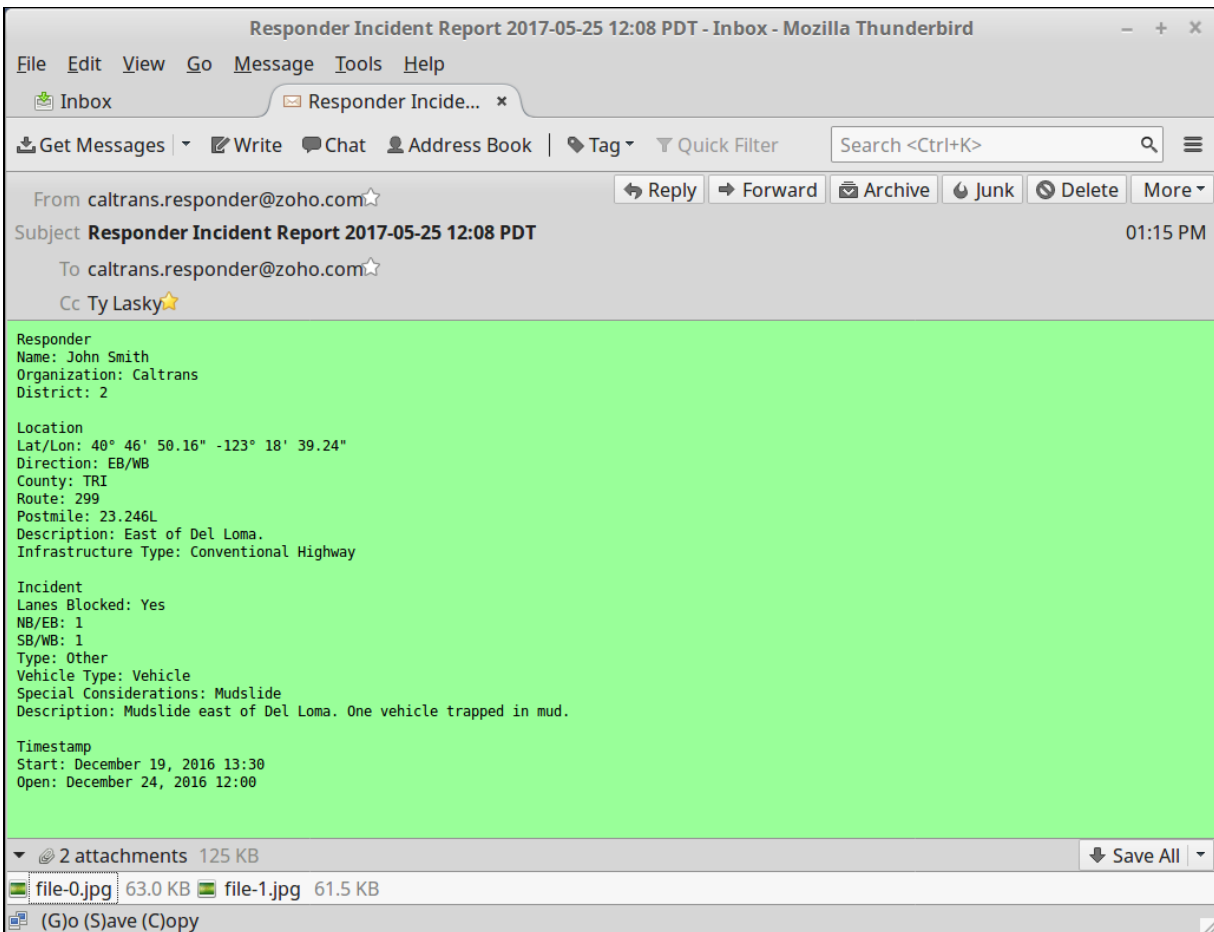 Responder Incident Report 2017-05-25 12:08 PDT - Inbox - Mozilla Thunderbird
File Edit View Go Message Tools Help
Inbox Responder Incide...
Get Messages Write Chat Address Book Tag Quick Filter Search <Ctrl+K>
From caltrans.responder@zoho.com Reply Forward Archive Junk Delete More
Subject Responder Incident Report 2017-05-25 12:08 PDT 01:15 PM
To caltrans.responder@zoho.com
Cc Ty Lasky
Responder
Name: John Smith
Organization: Caltrans
District: 2
Location
Lat/Lon: 40° 46' 50.16" -123° 18' 39.24"
Direction: EB/WB
County: TRI
Route: 299
Postmile: 23.246L
Description: East of Del Loma.
Infrastructure Type: Conventional Highway
Incident
Lanes Blocked: Yes
NB/EB: 1
SB/WB: 1
Type: Other
Vehicle Type: Vehicle
Special Considerations: Mudslide
Description: Mudslide east of Del Loma. One vehicle trapped in mud.
Timestamp
Start: December 19, 2016 13:30
Open: December 24, 2016 12:00
2 attachments 125 KB Save All
file-0.jpg 63.0 KB file-1.jpg 61.5 KB
(G)o (S)ave (C)opy